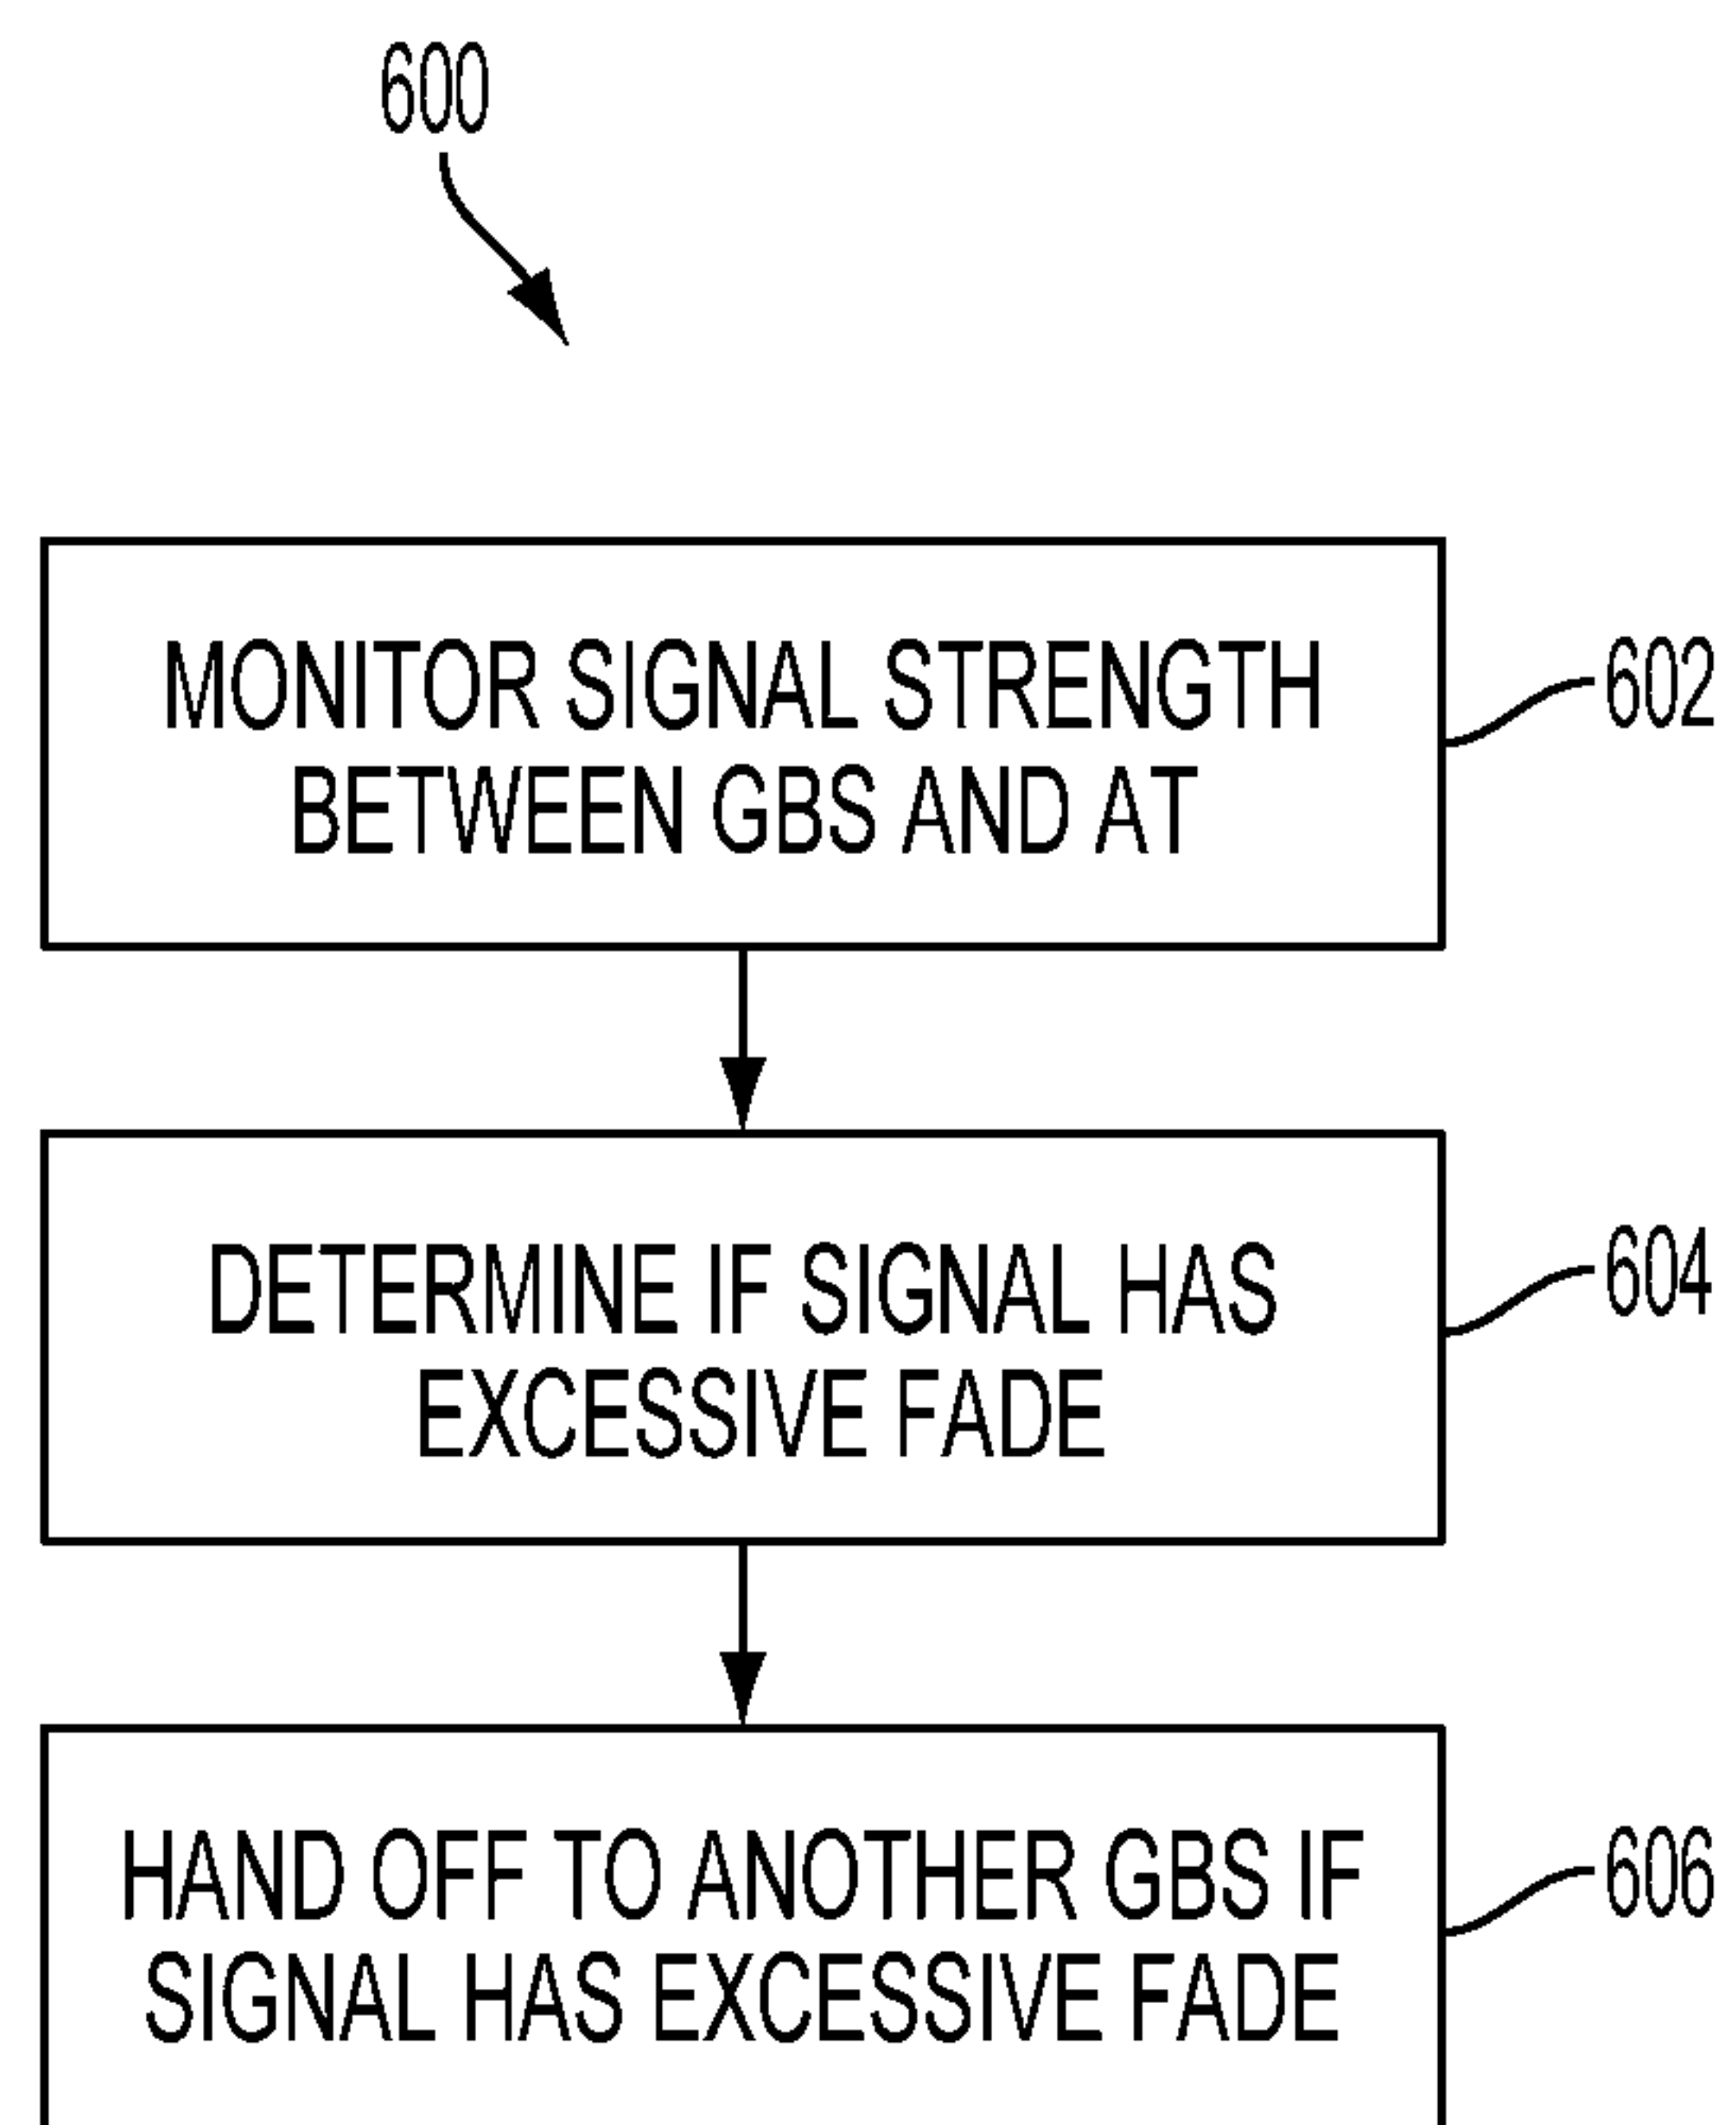 600
MONITOR SIGNAL STRENGTH
BETWEEN GBS AND AT
602
DETERMINE IF SIGNAL HAS
EXCESSIVE FADE
604
HAND OFF TO ANOTHER GBS IF
SIGNAL HAS EXCESSIVE FADE
606